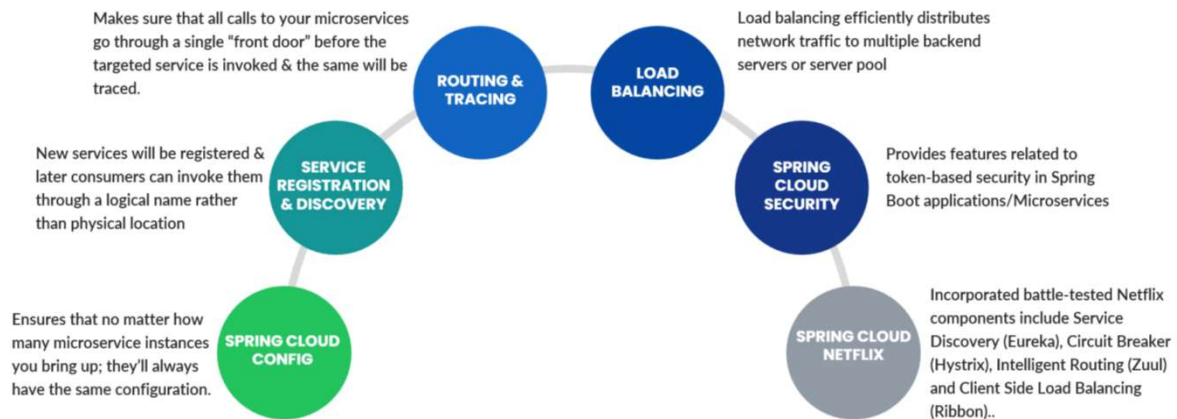 Makes sure that all calls to your microservices
go through a single “front door” before the
targeted service is invoked & the same will be
traced.
ROUTING &
TRACING
LOAD
BALANCING
Load balancing efficiently distributes
network traffic to multiple backend
servers or server pool
New services will be registered &
later consumers can invoke them
through a logical name rather
than physical location
SERVICE
REGISTRATION
& DISCOVERY
SPRING
CLOUD
SECURITY
Provides features related to
token-based security in Spring
Boot applications/Microservices
Ensures that no matter how
many microservice instances
you bring up; they’ll always
have the same configuration.
SPRING CLOUD
CONFIG
SPRING CLOUD
NETFLIX
Incorporated battle-tested Netflix
components include Service
Discovery (Eureka), Circuit Breaker
(Hystrix), Intelligent Routing (Zuul)
and Client Side Load Balancing
(Ribbon)..